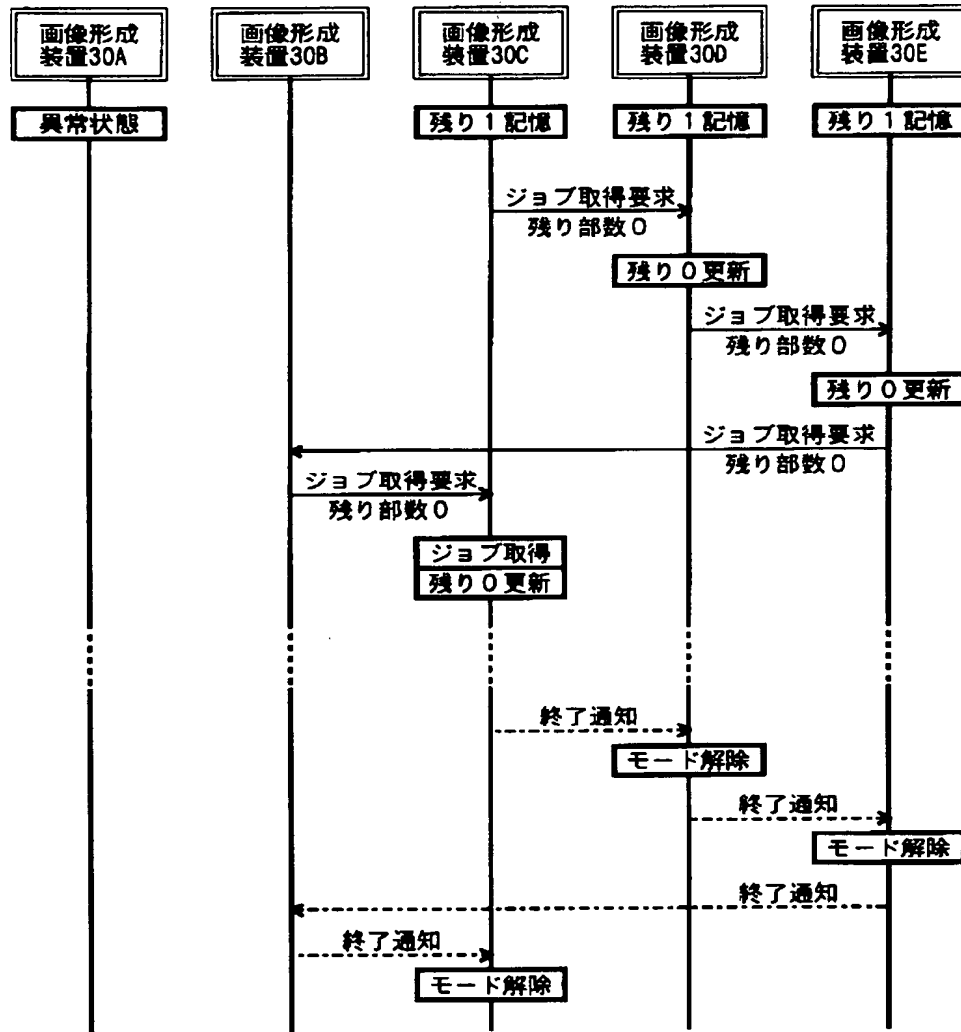 画像形成
装置30A
画像形成
装置30B
画像形成
装置30C
画像形成
装置30D
画像形成
装置30E
異常状態
残り1記憶
残り1記憶
残り1記憶
ジョブ取得要求
残り部数0
残り0更新
ジョブ取得要求
残り部数0
残り0更新
ジョブ取得要求
残り部数0
ジョブ取得要求
残り部数0
ジョブ取得
残り0更新
終了通知
モード解除
終了通知
モード解除
終了通知
終了通知
モード解除